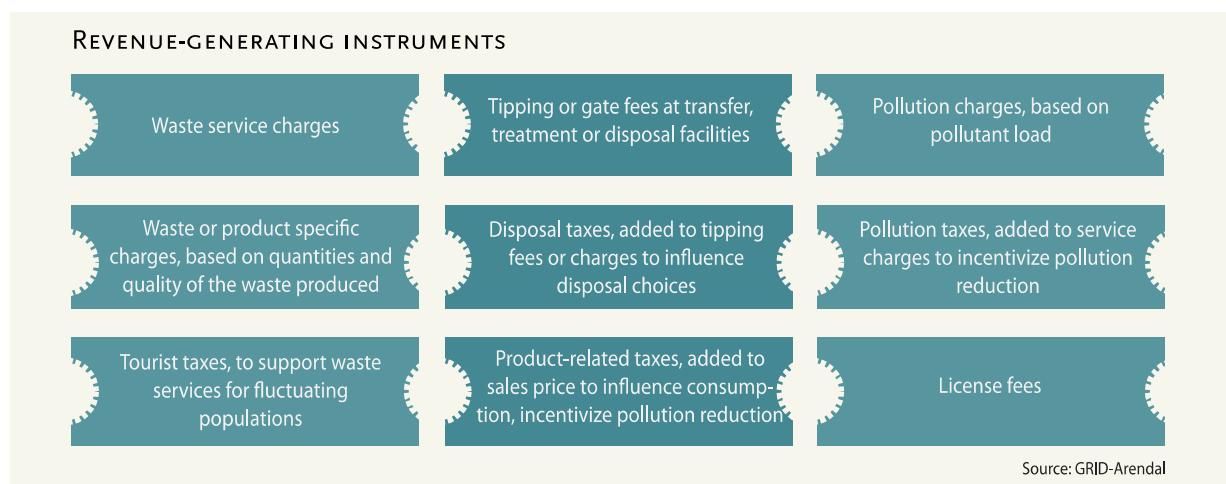 REVENUE-GENERATING INSTRUMENTS
Waste service charges
Tipping or gate fees at transfer,
treatment or disposal facilities
Pollution charges, based on
pollutant load
Waste or product specific
charges, based on quantities and
quality of the waste produced
Disposal taxes, added to tipping
fees or charges to influence
disposal choices
Pollution taxes, added to service
charges to incentivize pollution
reduction
Tourist taxes, to support waste
services for fluctuating
populations
Product-related taxes, added to
sales price to influence consump-
tion, incentivize pollution reduction
License fees
Source: GRID-Arendal